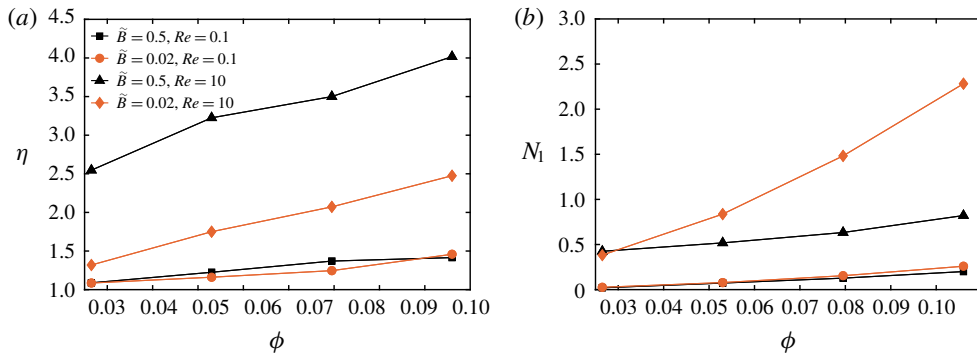 (a)
4.5
4.0
3.5
3.0
2.5
2.0
1.5
1.0
η
B̃ = 0.5, Re = 0.1
B̃ = 0.02, Re = 0.1
B̃ = 0.5, Re = 10
B̃ = 0.02, Re = 10
0.03 0.04 0.05 0.06 0.07 0.08 0.09 0.10
ϕ
(b)
3.0
2.5
2.0
1.5
1.0
0.5
0
N1
0.03 0.04 0.05 0.06 0.07 0.08 0.09 0.10
ϕ